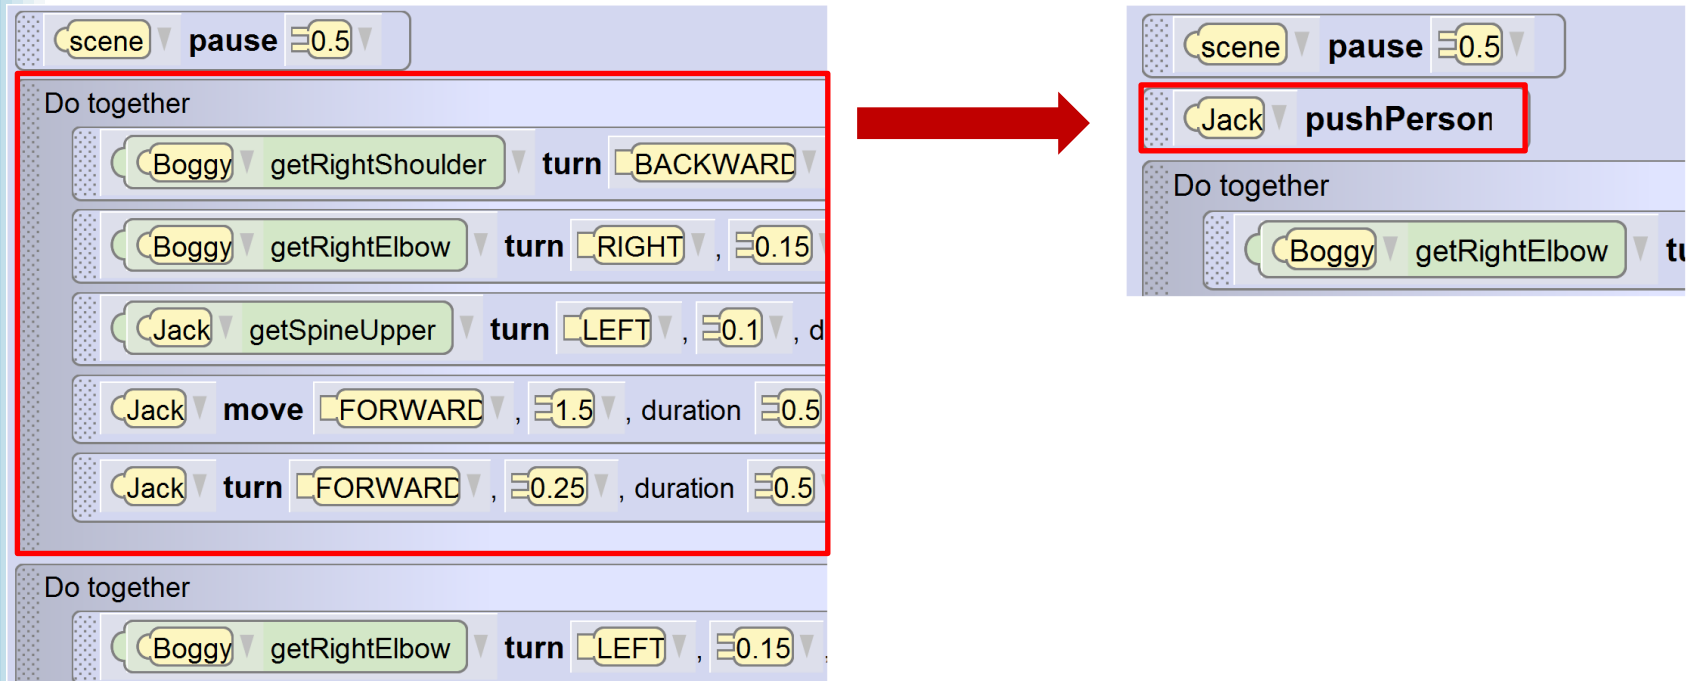 scene pause 0.5
Do together
Boggy getRightShoulder turn BACKWARD
Boggy getRightElbow turn RIGHT , 0.15
Jack getSpineUpper turn LEFT , 0.1 , d
Jack move FORWARD , 1.5 , duration 0.5
Jack turn FORWARD , 0.25 , duration 0.5
Do together
Boggy getRightElbow turn LEFT , 0.15 ,
scene pause 0.5
Jack pushPerson
Do together
Boggy getRightElbow tu